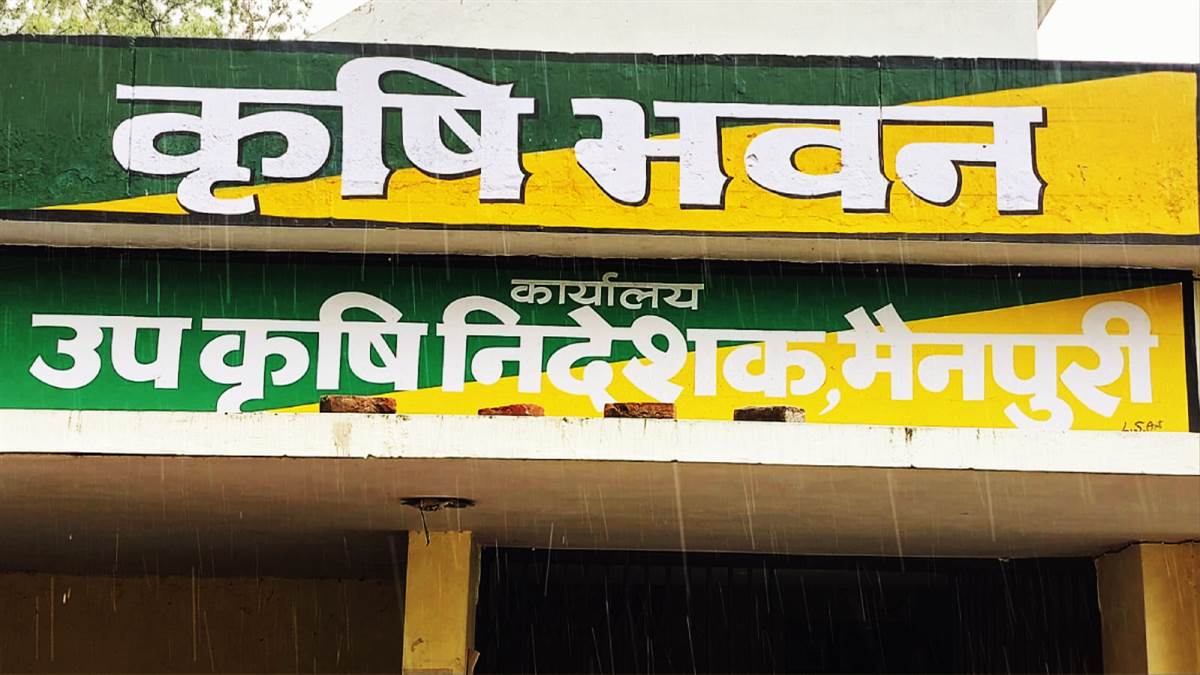 कृषि भवन
कार्यालय
उप कृषि निदेशक, मैनपुरी